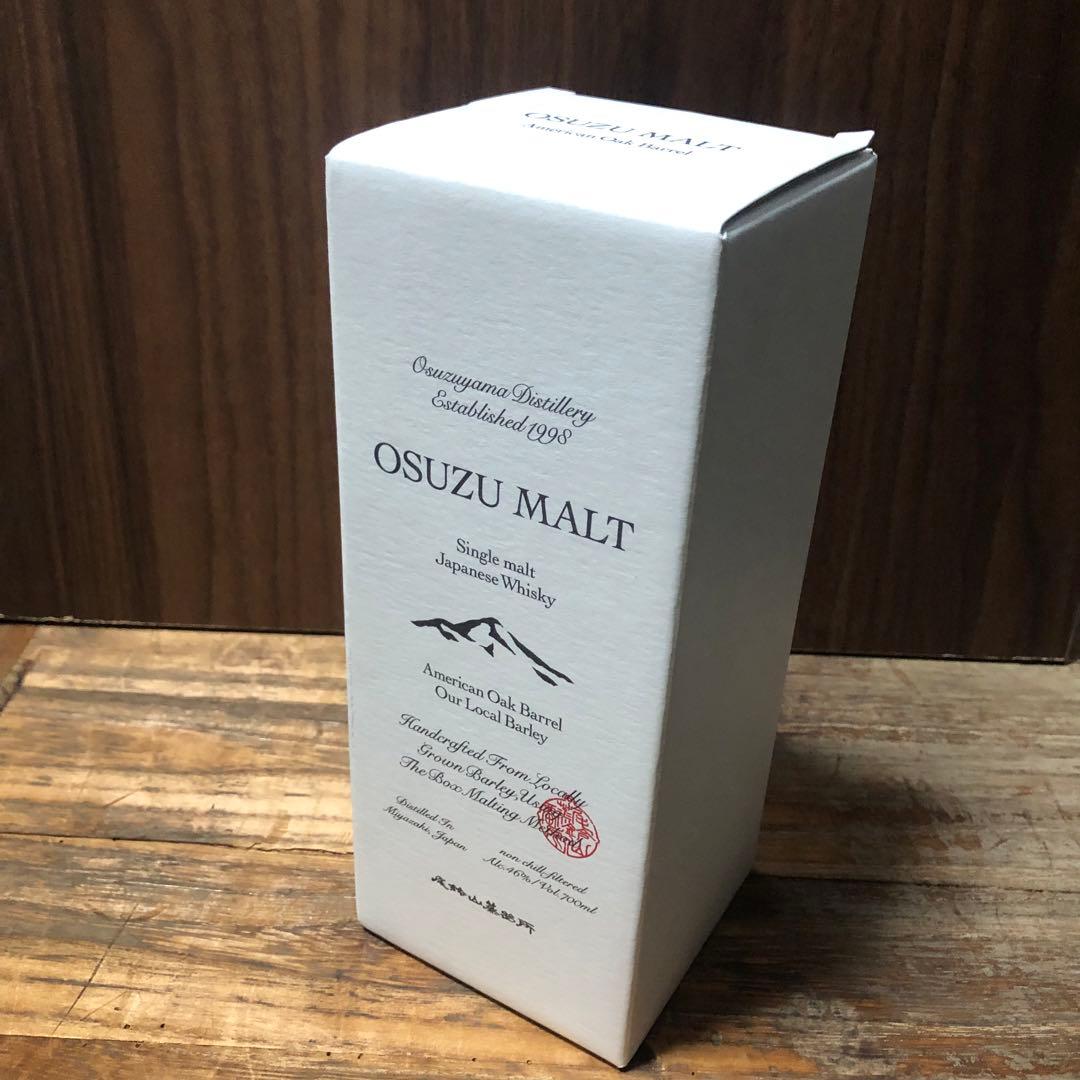 OSUZU MALT
American Oak Barrel
Osuzuyama Distillery
Established 1998
OSUZU MALT
Single malt
Japanese Whisky
American Oak Barrel
Our Local Barley
Handcrafted From Locally
Grown Barley, Using
The Box Malting Method
Distilled In
Miyazaki, Japan
non chill filtered
Alc.46%/Vol.700ml
尾鈴山蒸留所